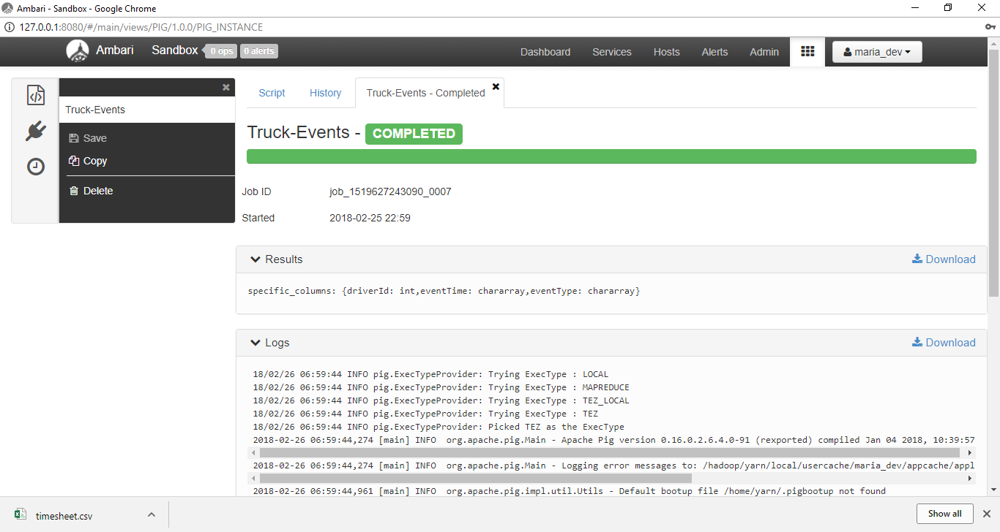 Ambari - Sandbox - Google Chrome
127.0.0.1:8080/#/main/views/PIG/1.0.0/PIG_INSTANCE
Ambari Sandbox 0 ops 0 alerts Dashboard Services Hosts Alerts Admin maria_dev
Truck-Events
Save
Copy
Delete
Script History Truck-Events - Completed
Truck-Events - COMPLETED
Job ID job_1519627243090_0007
Started 2018-02-25 22:59
Results Download
specific_columns: {driverId: int,eventTime: chararray,eventType: chararray}
Logs Download
18/02/26 06:59:44 INFO pig.ExecTypeProvider: Trying ExecType : LOCAL
18/02/26 06:59:44 INFO pig.ExecTypeProvider: Trying ExecType : MAPREDUCE
18/02/26 06:59:44 INFO pig.ExecTypeProvider: Trying ExecType : TEZ_LOCAL
18/02/26 06:59:44 INFO pig.ExecTypeProvider: Trying ExecType : TEZ
18/02/26 06:59:44 INFO pig.ExecTypeProvider: Picked TEZ as the ExecType
2018-02-26 06:59:44,274 [main] INFO  org.apache.pig.Main - Apache Pig version 0.16.0.2.6.4.0-91 (rexported) compiled Jan 04 2018, 10:39:57
2018-02-26 06:59:44,274 [main] INFO  org.apache.pig.Main - Logging error messages to: /hadoop/yarn/local/usercache/maria_dev/appcache/appl
2018-02-26 06:59:44,961 [main] INFO  org.apache.pig.impl.util.Utils - Default bootup file /home/yarn/.pigbootup not found
timesheet.csv Show all